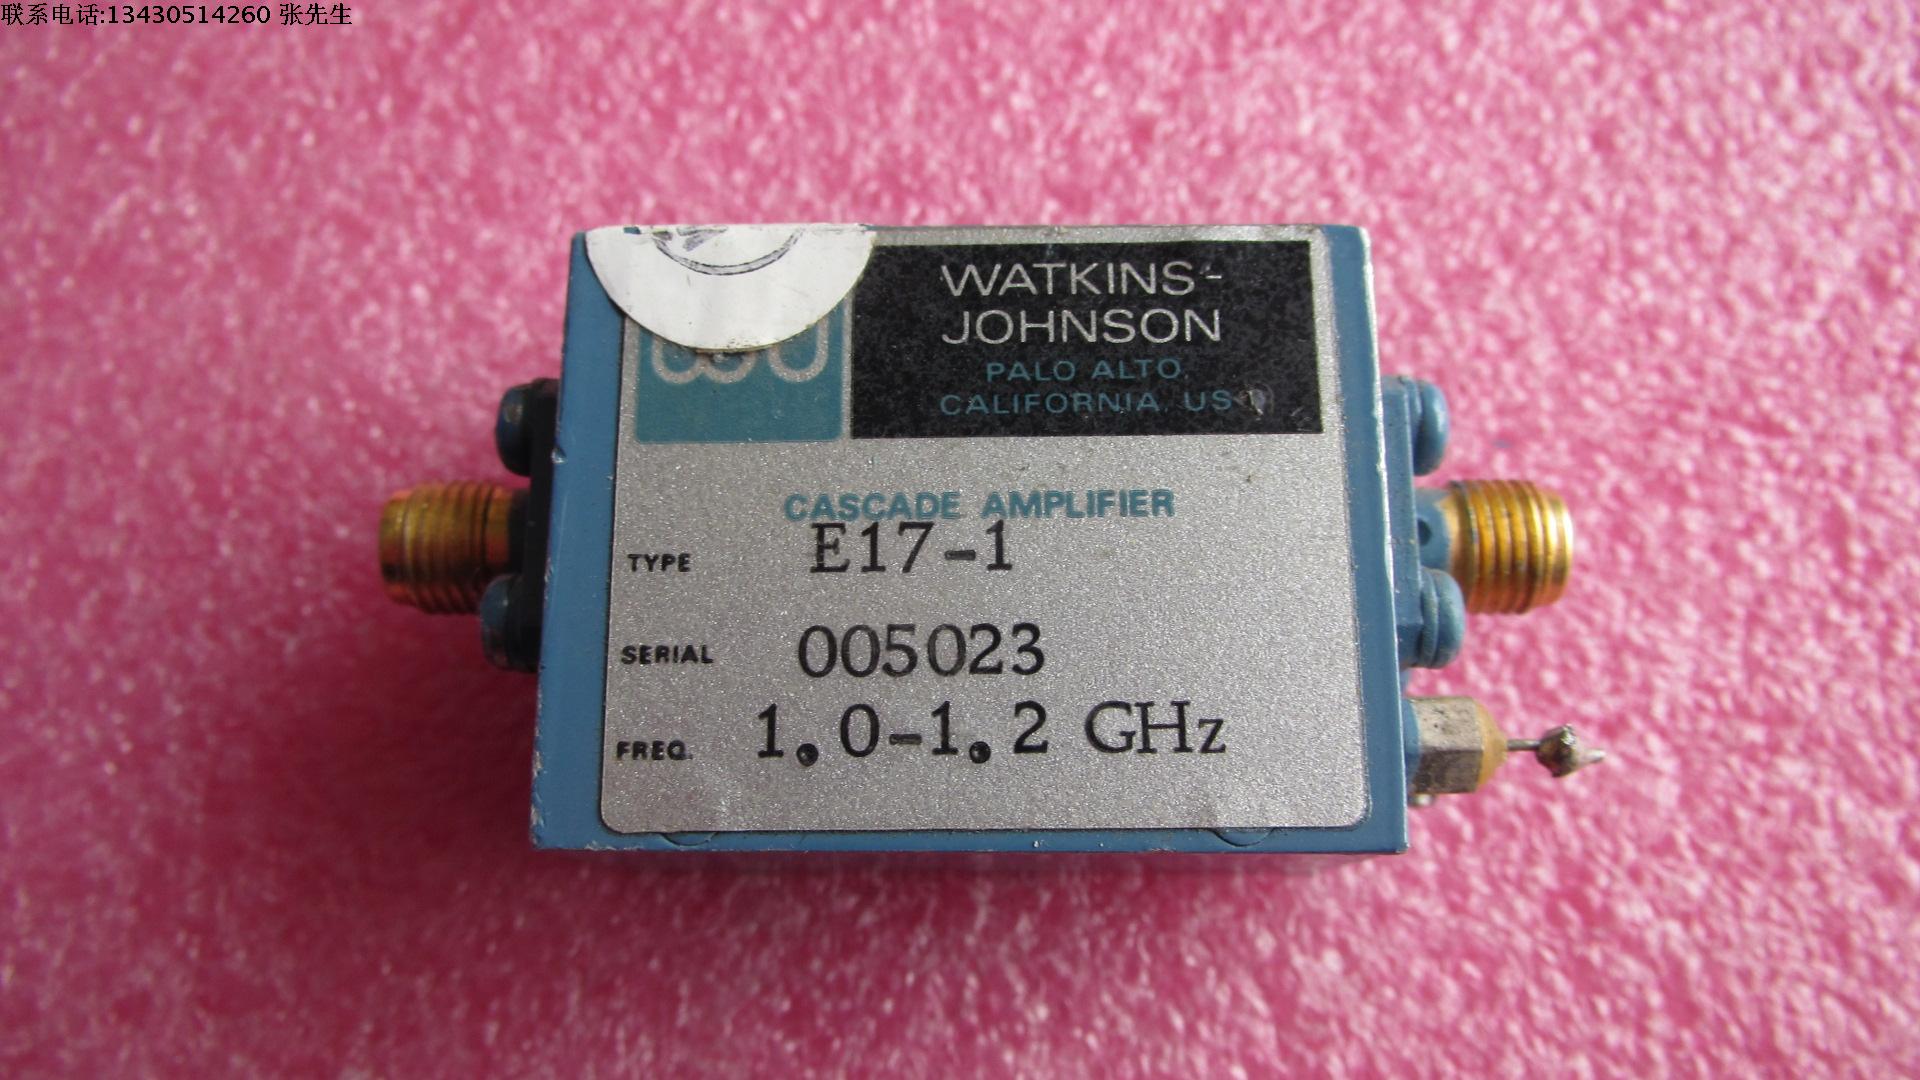 联系电话:13430514260 张先生
WATKINS-
JOHNSON
PALO ALTO,
CALIFORNIA, US
CASCADE AMPLIFIER
TYPE E17-1
SERIAL 005023
FREQ. 1.0-1.2 GHz